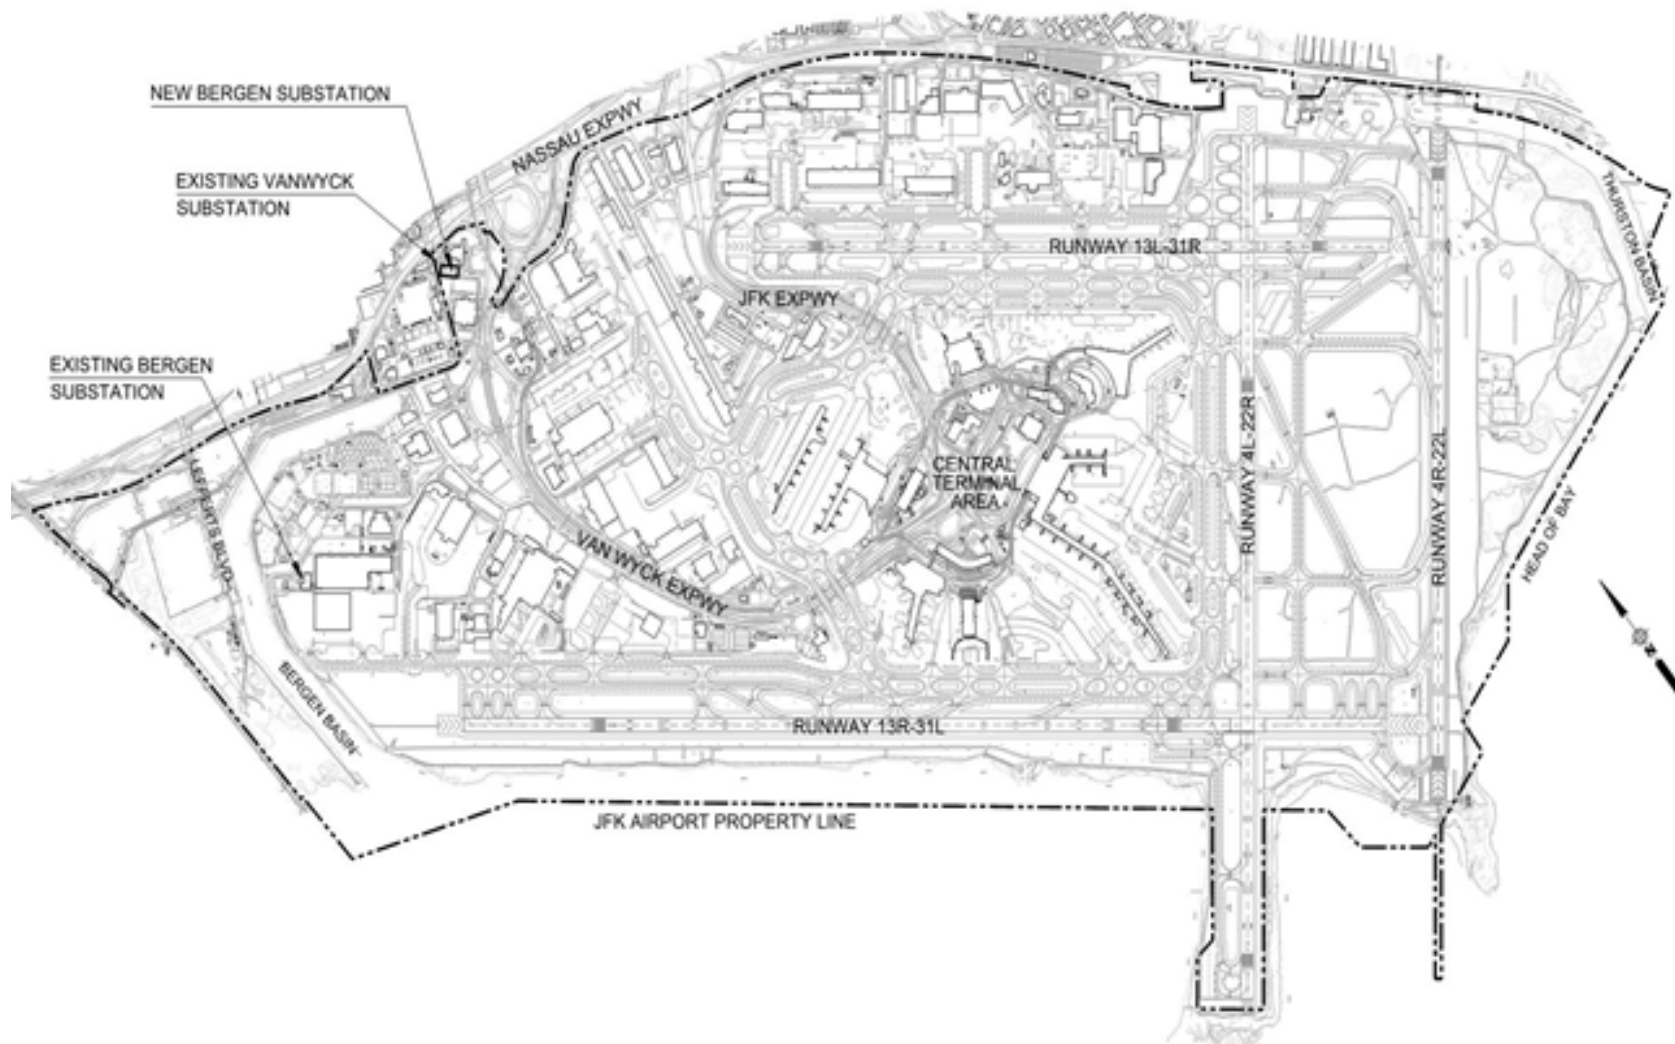 NEW BERGEN SUBSTATION
NASSAU EXPWY
EXISTING VANWYCK
SUBSTATION
THURSTON BASIN
RUNWAY 13L-31R
JFK EXPWY
EXISTING BERGEN
SUBSTATION
CENTRAL
TERMINAL
AREA
RUNWAY 4L-22R
RUNWAY 4R-22L
HEAD OF BAY
LEFFERTS BLVD
VAN WYCK EXPWY
BERGEN BASIN
RUNWAY 13R-31L
JFK AIRPORT PROPERTY LINE